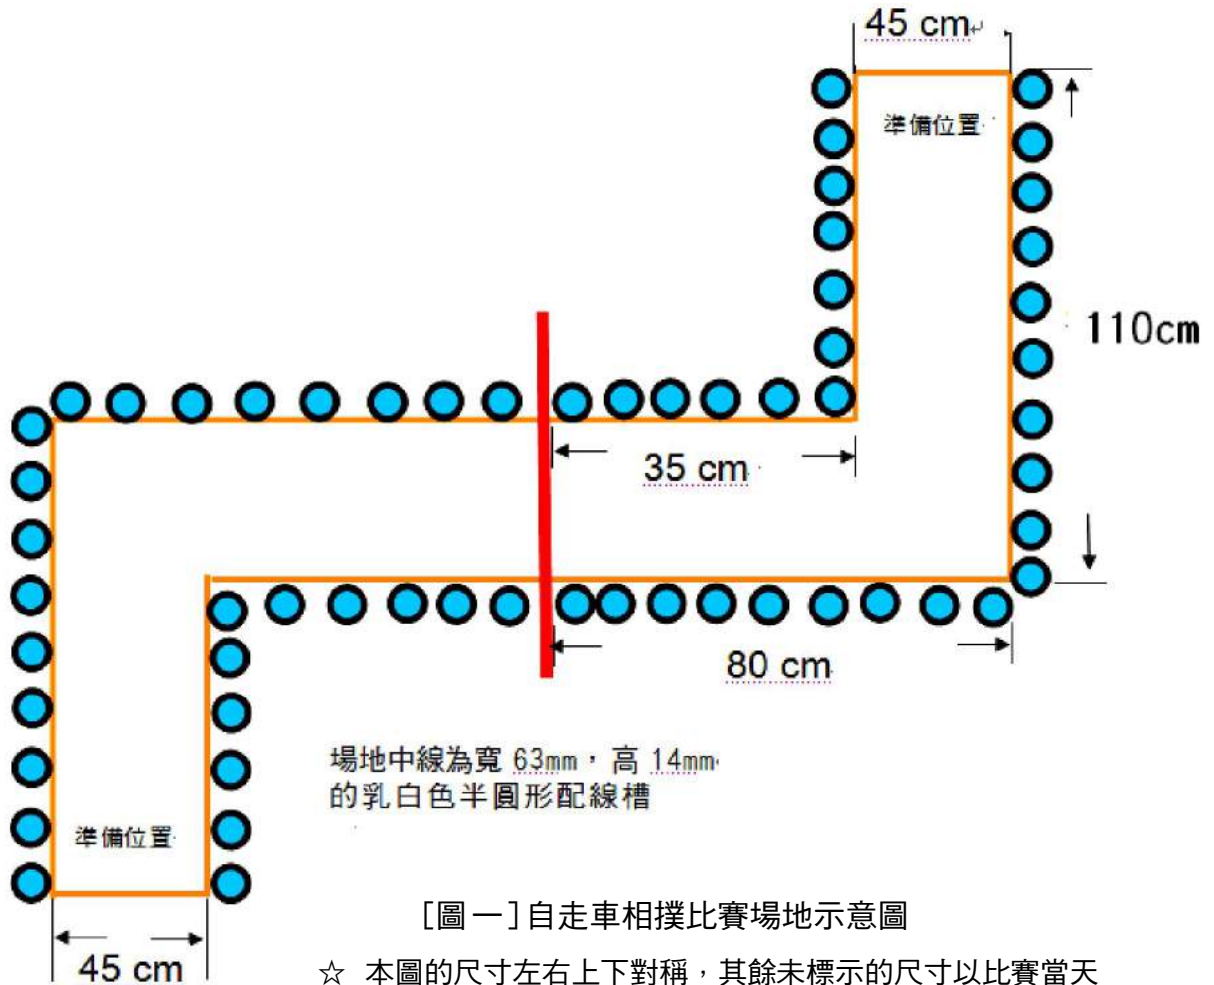 45 cm
準備位置
110cm
35 cm
80 cm
場地中線為寬 63mm，高 14mm
的乳白色半圓形配線槽
準備位置
[圖一]自走車相撲比賽場地示意圖
45 cm
☆ 本圖的尺寸左右上下對稱，其餘未標示的尺寸以比賽當天